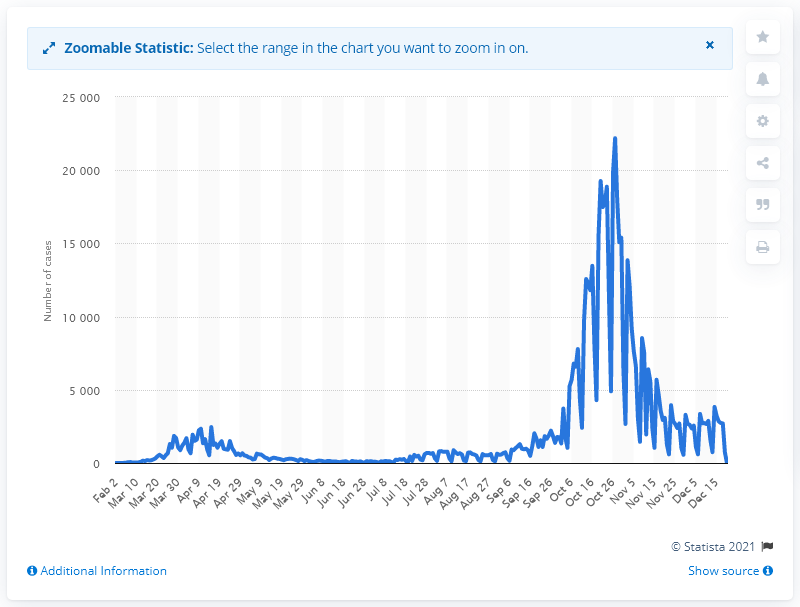 Zoomable Statistic: Select the range in the chart you want to zoom in on.
×
25 000
20 000
15 000
10 000
5 000
0
Number of cases
Feb 2
Mar 10
Mar 20
Mar 30
Apr 9
Apr 19
Apr 29
May 9
May 19
May 29
Jun 8
Jun 18
Jun 28
Jul 8
Jul 18
Jul 28
Aug 7
Aug 17
Aug 27
Sep 6
Sep 16
Sep 26
Oct 6
Oct 16
Oct 26
Nov 5
Nov 15
Nov 25
Dec 5
Dec 15
© Statista 2021
Additional Information
Show source